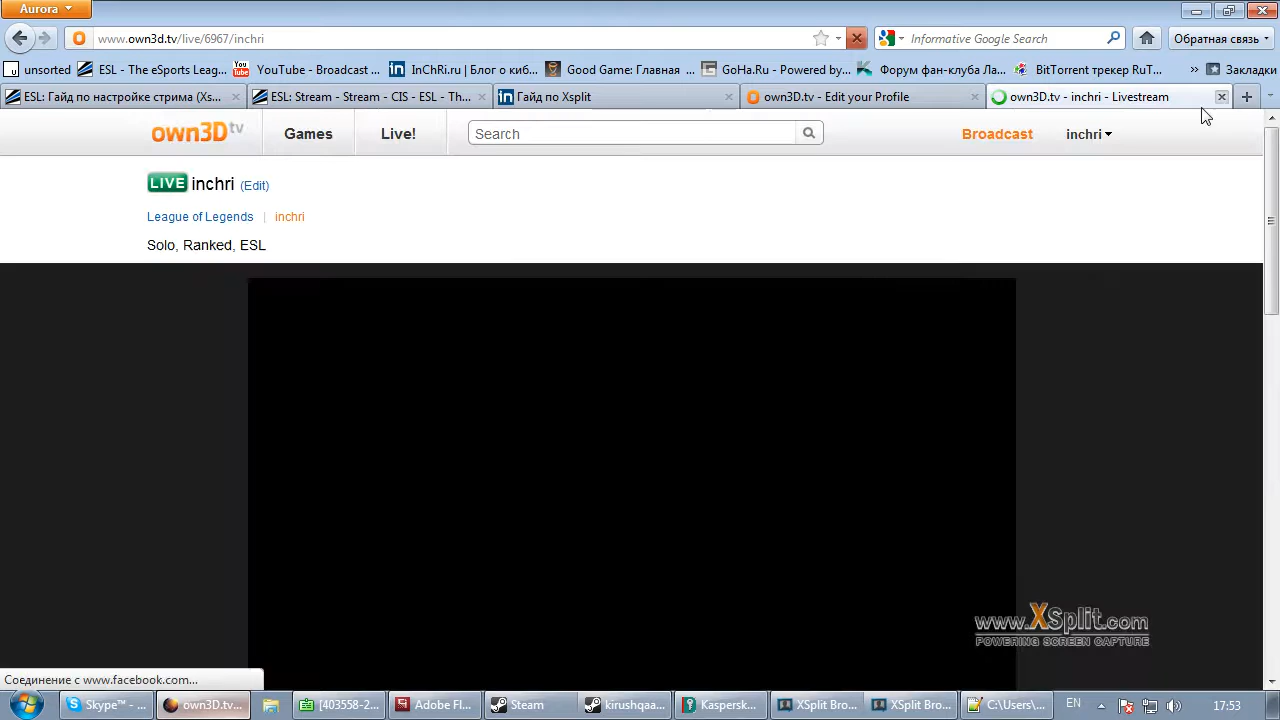 Aurora
www.own3d.tv/live/6967/inchri
Informative Google Search
Обратная связь
unsorted
ESL - The eSports Leag...
YouTube - Broadcast ...
InChRi.ru | Блог о киб...
Good Game: Главная ...
GoHa.Ru - Powered by...
Форум фан-клуба Ла...
BitTorrent трекер RuT...
Закладки
ESL: Гайд по настройке стрима (Xs...
ESL: Stream - Stream - CIS - ESL - Th...
Гайд по Xsplit
own3D.tv - Edit your Profile
own3D.tv - inchri - Livestream
own3D tv
Games
Live!
Search
Broadcast
inchri
LIVE inchri (Edit)
League of Legends | inchri
Solo, Ranked, ESL
www.XSplit.com
POWERING SCREEN CAPTURE
Соединение с www.facebook.com...
Skype™ - ...
own3D.tv...
[403558-2...
Adobe Fl...
Steam
kirushqaa...
Kaspersk...
XSplit Bro...
XSplit Bro...
C:\Users\...
EN
17:53